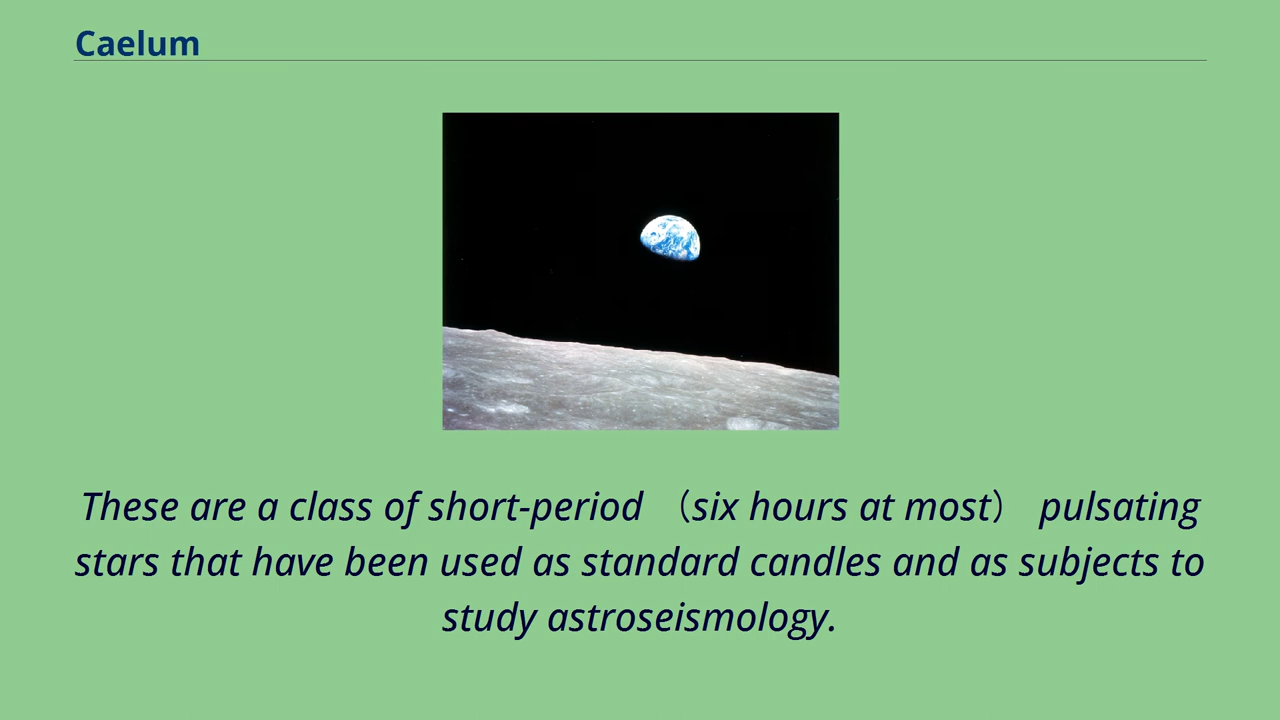 Caelum
These are a class of short-period （six hours at most） pulsating
stars that have been used as standard candles and as subjects to
study astroseismology.